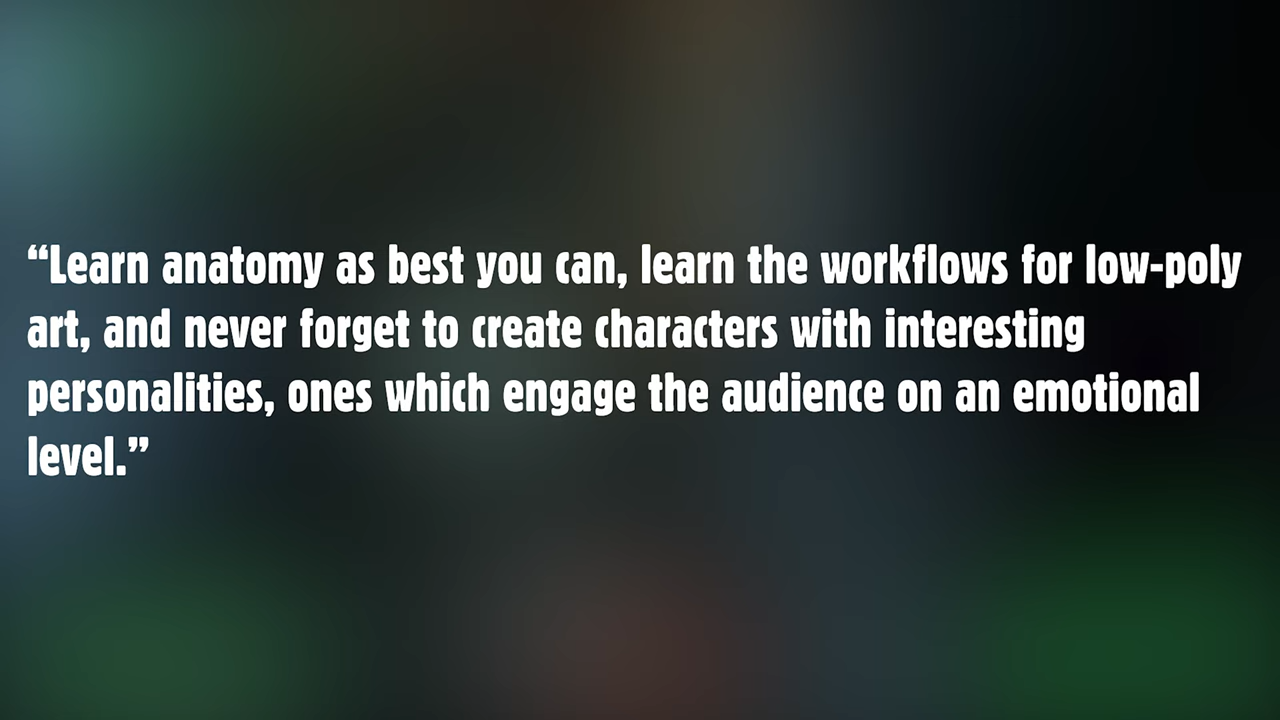 “Learn anatomy as best you can, learn the workflows for low-poly
art, and never forget to create characters with interesting
personalities, ones which engage the audience on an emotional
level.”